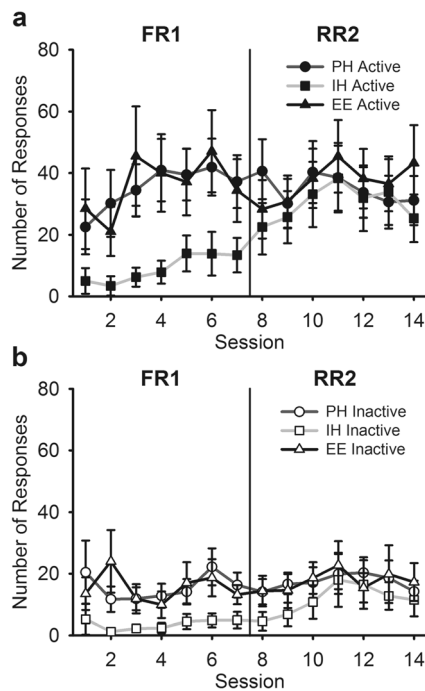 a
FR1 RR2
PH Active
IH Active
EE Active
80
60
40
20
0
Number of Responses
2 4 6 8 10 12 14
Session
b
FR1 RR2
PH Inactive
IH Inactive
EE Inactive
80
60
40
20
0
Number of Responses
2 4 6 8 10 12 14
Session